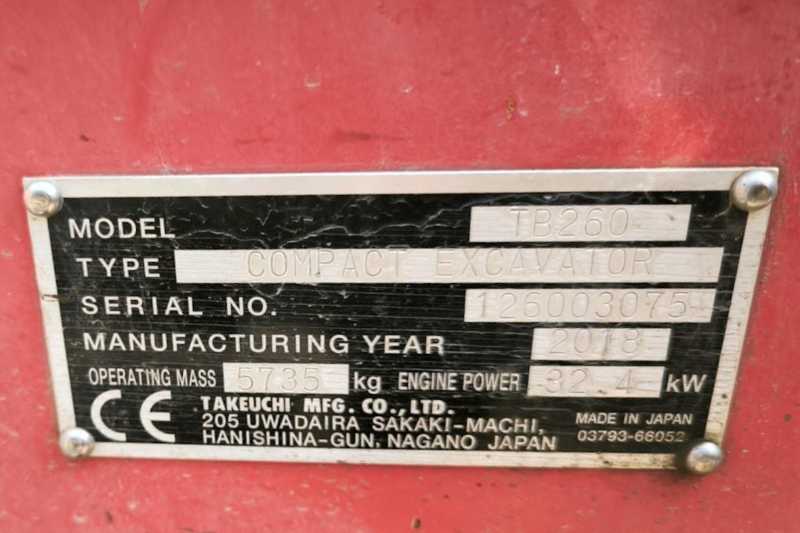 MODEL TB260
TYPE COMPACT EXCAVATOR
SERIAL NO. 126003075
MANUFACTURING YEAR 2018
OPERATING MASS 5735 kg ENGINE POWER 32.4 kW
CE TAKEUCHI MFG. CO., LTD.
205 UWADAIRA SAKAKI-MACHI,
HANISHINA-GUN, NAGANO JAPAN
MADE IN JAPAN
03793-66052